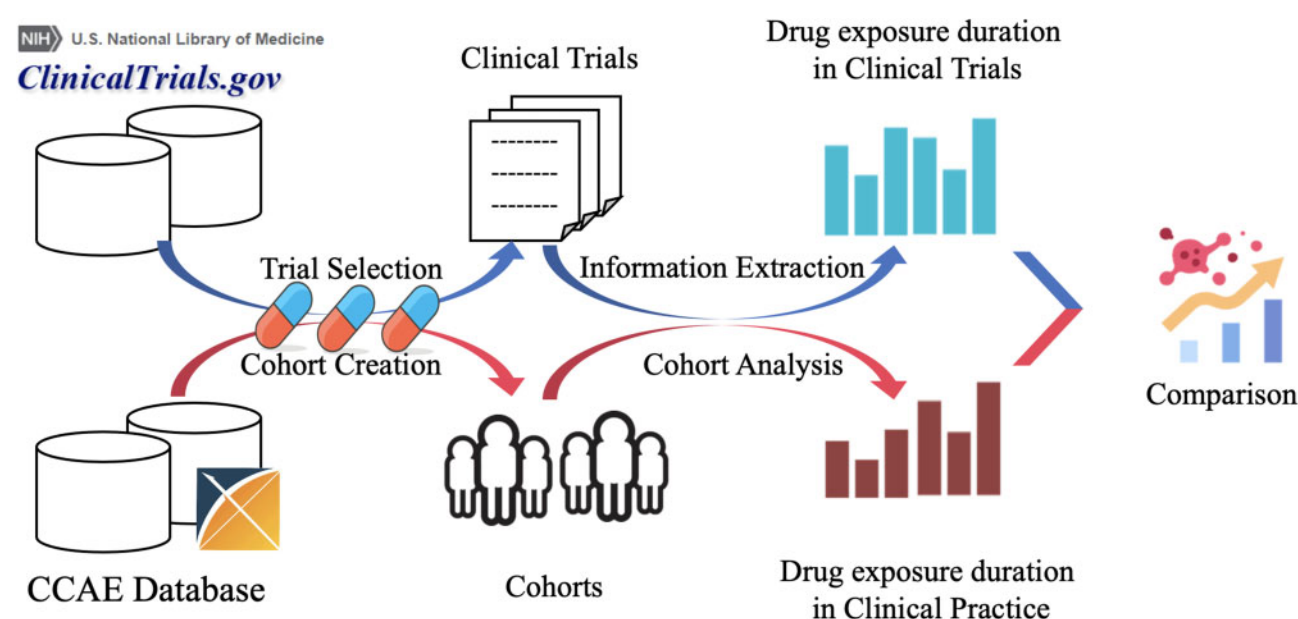 NIH U.S. National Library of Medicine
ClinicalTrials.gov
Clinical Trials
Drug exposure duration
in Clinical Trials
Trial Selection
Information Extraction
Cohort Creation
Cohort Analysis
Comparison
CCAE Database
Cohorts
Drug exposure duration
in Clinical Practice